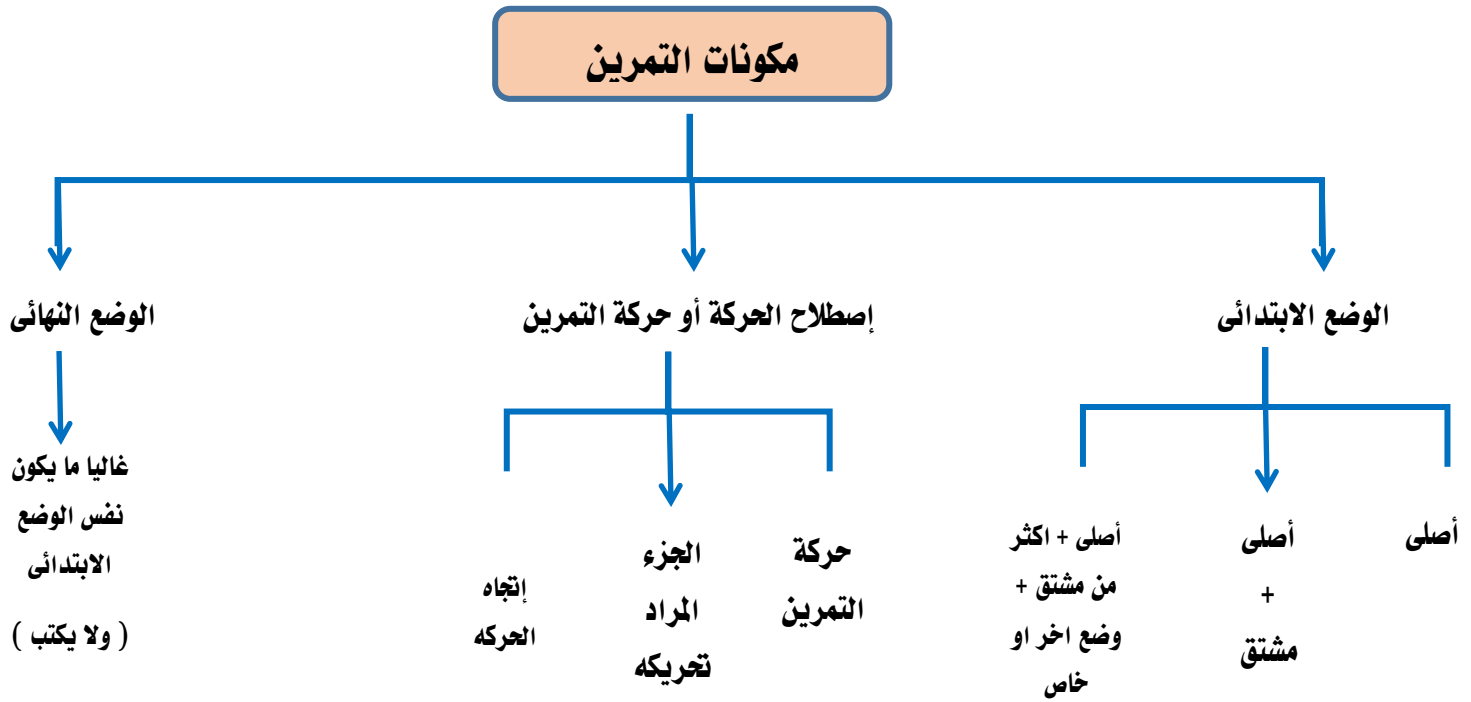 مكونات التمرين
الوضع الابتدائى
إصطلاح الحركة أو حركة التمرين
الوضع النهائى
أصلى
أصلى
+
مشتق
أصلى + اكثر
من مشتق +
وضع اخر او
خاص
حركة
التمرين
الجزء
المراد
تحريكه
إتجاه
الحركه
غاليا ما يكون
نفس الوضع
الابتدائى
( ولا يكتب )